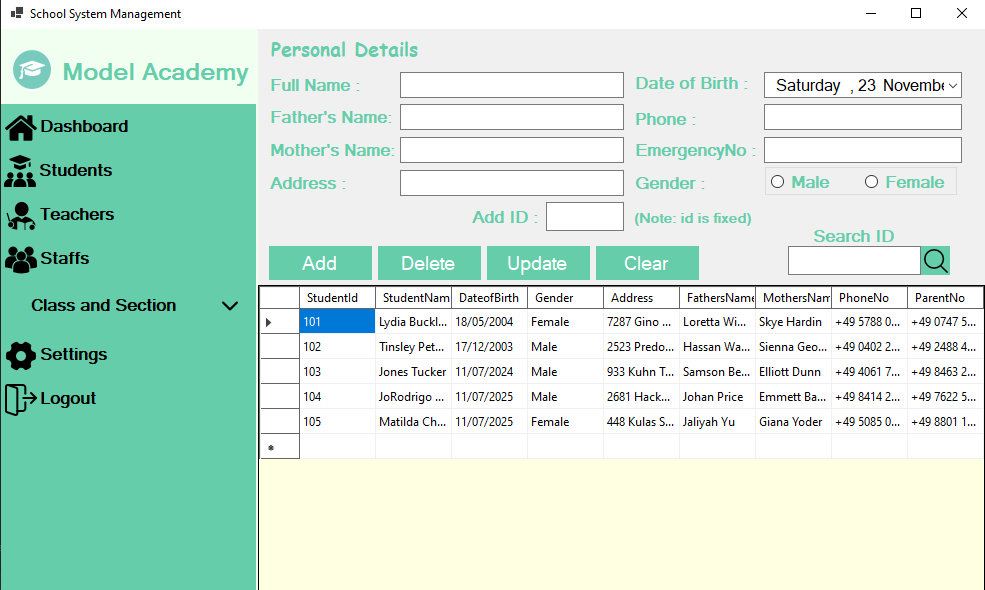 School System Management
Model Academy
Dashboard
Students
Teachers
Staffs
Class and Section
Settings
Logout
Personal Details
Full Name :
Date of Birth :
Saturday , 23 Novembe
Father's Name:
Phone :
Mother's Name:
EmergencyNo :
Address :
Gender :
Male
Female
Add ID :
(Note: id is fixed)
Search ID
Add Delete Update Clear
StudentId StudentNam DateofBirth Gender Address FathersName MothersNam PhoneNo ParentNo
101 Lydia Buckl... 18/05/2004 Female 7287 Gino ... Loretta Wi... Skye Hardin +49 5788 0... +49 0747 5...
102 Tinsley Pet... 17/12/2003 Male 2523 Predo... Hassan Wa... Sienna Geo... +49 0402 2... +49 2488 4...
103 Jones Tucker 11/07/2024 Male 933 Kuhn T... Samson Be... Elliott Dunn +49 4061 7... +49 8463 2...
104 JoRodrigo ... 11/07/2025 Male 2681 Hack... Johan Price Emmett Ba... +49 8414 2... +49 7622 5...
105 Matilda Ch... 11/07/2025 Female 448 Kulas S... Jaliyah Yu Giana Yoder +49 5085 0... +49 8801 1...